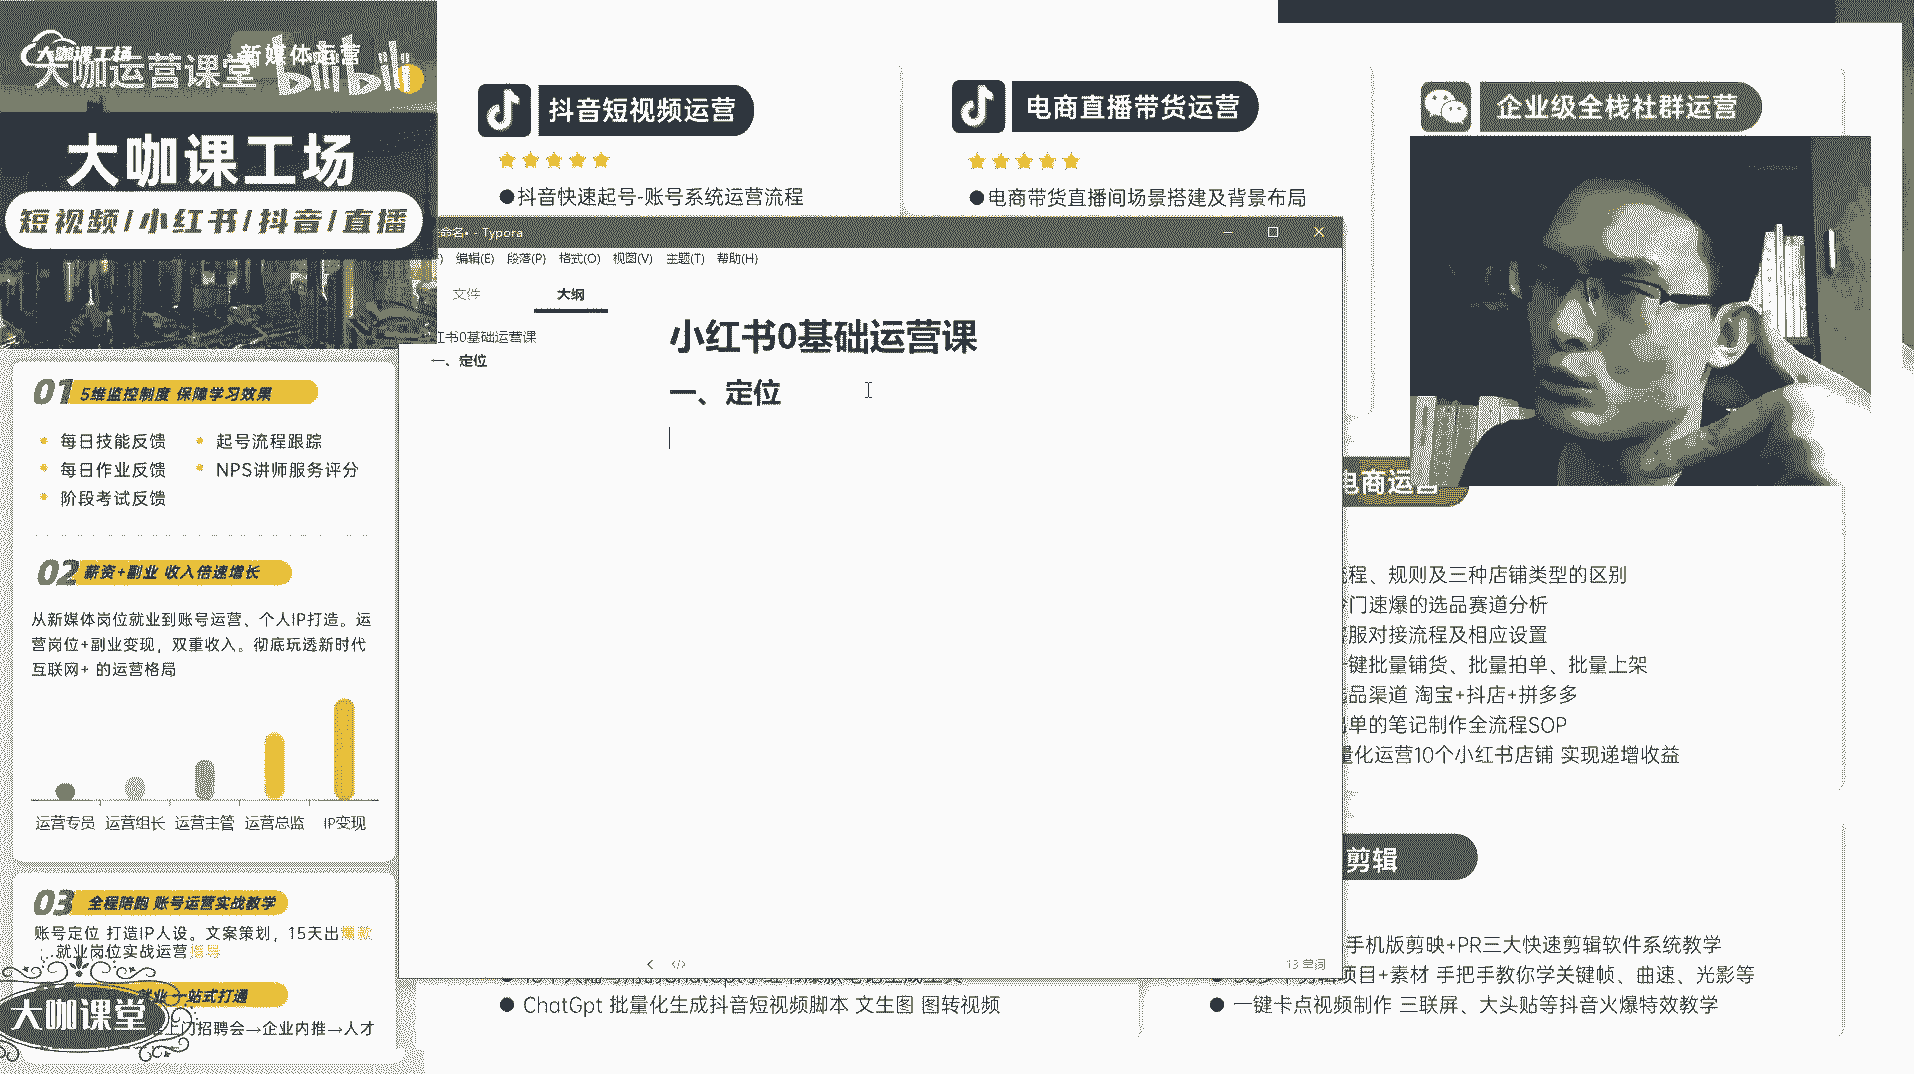 大咖课工场
新媒体运营
大咖运营课堂
bilibili
大咖课工场
短视频/小红书/抖音/直播
01 5维监控制度 保障学习效果
每日技能反馈
起号流程跟踪
每日作业反馈
NPS讲师服务评分
阶段考试反馈
02 薪资+副业 收入倍速增长
从新媒体岗位就业到账号运营、个人IP打造。运
营岗位+副业变现，双重收入。彻底玩透新时代
互联网+ 的运营格局
运营专员 运营组长 运营主管 运营总监 IP变现
03 全程陪跑 账号运营实战教学
账号定位 打造IP人设。文案策划，15天出爆款
就业岗位实战运营指导
就业一站式打通
上门招聘会→企业内推→人才
大咖课堂
抖音短视频运营
●抖音快速起号-账号系统运营流程
电商直播带货运营
●电商带货直播间场景搭建及背景布局
企业级全栈社群运营
命名• - Typora
编辑(E) 段落(P) 格式(O) 视图(V) 主题(T) 帮助(H)
文件 大纲
红书0基础运营课
一、定位
小红书0基础运营课
一、定位
13 单词
电商运营
程、规则及三种店铺类型的区别
门速爆的选品赛道分析
服对接流程及相应设置
键批量铺货、批量拍单、批量上架
品渠道 淘宝+抖店+拼多多
单的笔记制作全流程SOP
量化运营10个小红书店铺 实现递增收益
剪辑
手机版剪映+PR三大快速剪辑软件系统教学
项目+素材 手把手教你学关键帧、曲速、光影等
● 一键卡点视频制作 三联屏、大头贴等抖音火爆特效教学
● ChatGpt 批量化生成抖音短视频脚本 文生图 图转视频